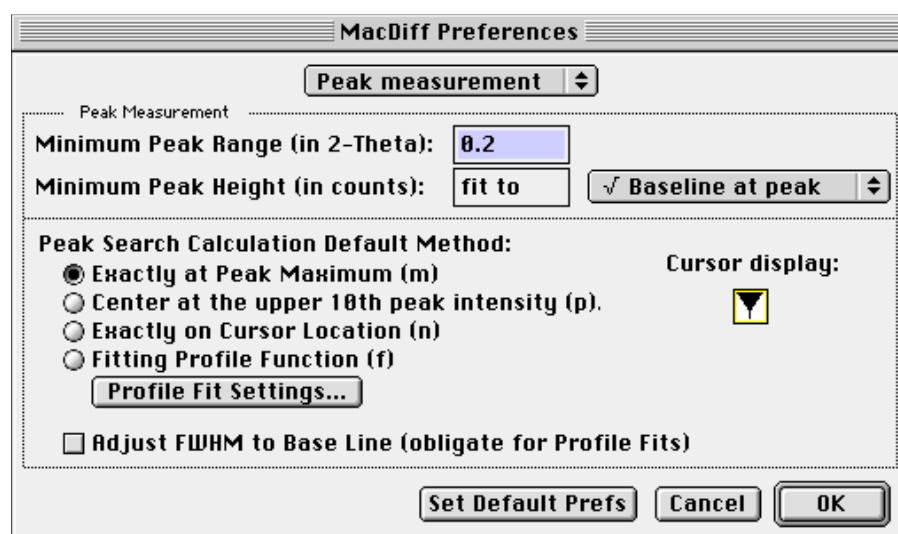 MacDiff Preferences
Peak measurement
Peak Measurement
Minimum Peak Range (in 2-Theta): 0.2
Minimum Peak Height (in counts): fit to √ Baseline at peak
Peak Search Calculation Default Method:
Cursor display:
Exactly at Peak Maximum (m)
Center at the upper 10th peak intensity (p).
Exactly on Cursor Location (n)
Fitting Profile Function (f)
Profile Fit Settings...
Adjust FWHM to Base Line (obligate for Profile Fits)
Set Default Prefs Cancel OK